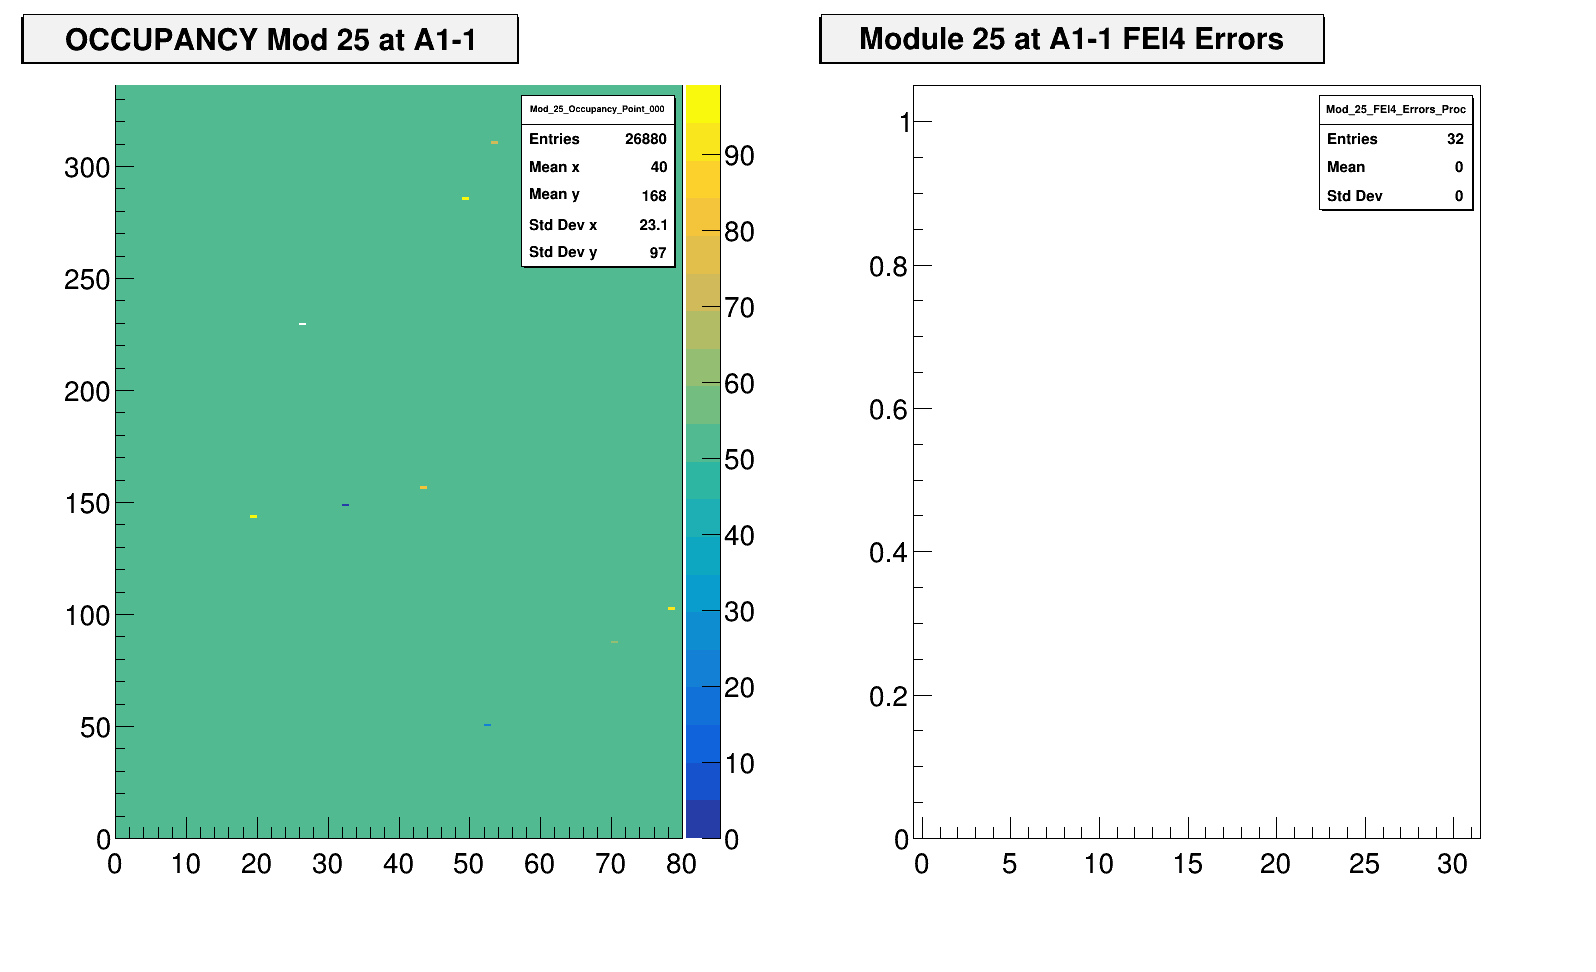 OCCUPANCY Mod 25 at A1-1
Mod_25_Occupancy_Point_000
Entries 26880
Mean x 40
Mean y 168
Std Dev x 23.1
Std Dev y 97
300
250
200
150
100
50
0
0 10 20 30 40 50 60 70 80
90
80
70
60
50
40
30
20
10
0
Module 25 at A1-1 FEI4 Errors
Mod_25_FEI4_Errors_Proc
Entries 32
Mean 0
Std Dev 0
1
0.8
0.6
0.4
0.2
0
0 5 10 15 20 25 30